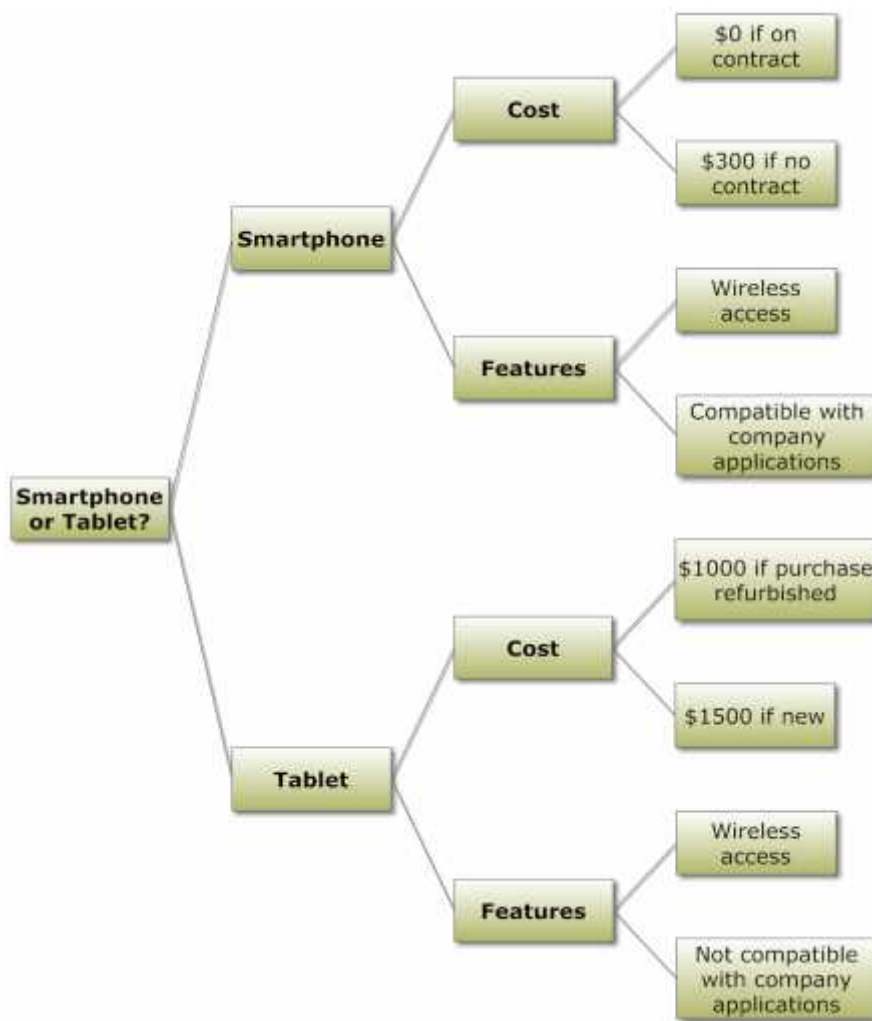 Smartphone
or Tablet?
Smartphone
Cost
$0 if on
contract
$300 if no
contract
Features
Wireless
access
Compatible with
company
applications
Tablet
Cost
$1000 if purchase
refurbished
$1500 if new
Features
Wireless
access
Not compatible
with company
applications